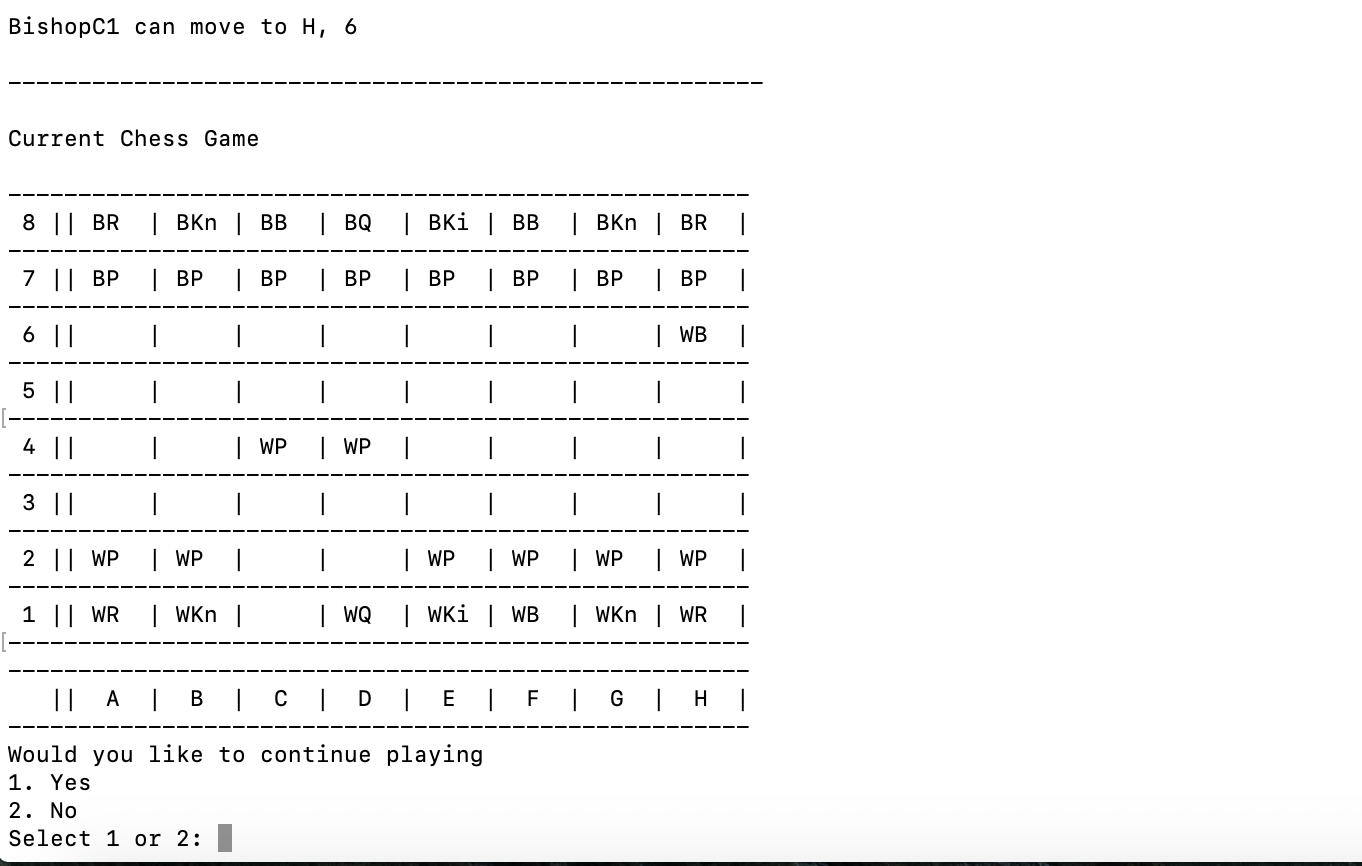 BishopC1 can move to H, 6
------------------------------------------------------
Current Chess Game
-----------------------------------------------------
 8 || BR  | BKn | BB  | BQ  | BKi | BB  | BKn | BR  |
-----------------------------------------------------
 7 || BP  | BP  | BP  | BP  | BP  | BP  | BP  | BP  |
-----------------------------------------------------
 6 ||     |     |     |     |     |     |     | WB  |
-----------------------------------------------------
 5 ||     |     |     |     |     |     |     |     |
[-----------------------------------------------------
 4 ||     |     | WP  | WP  |     |     |     |     |
-----------------------------------------------------
 3 ||     |     |     |     |     |     |     |     |
-----------------------------------------------------
 2 || WP  | WP  |     |     | WP  | WP  | WP  | WP  |
-----------------------------------------------------
 1 || WR  | WKn |     | WQ  | WKi | WB  | WKn | WR  |
[-----------------------------------------------------
-----------------------------------------------------
   ||  A  |  B  |  C  |  D  |  E  |  F  |  G  |  H  |
-----------------------------------------------------
Would you like to continue playing
1. Yes
2. No
Select 1 or 2: